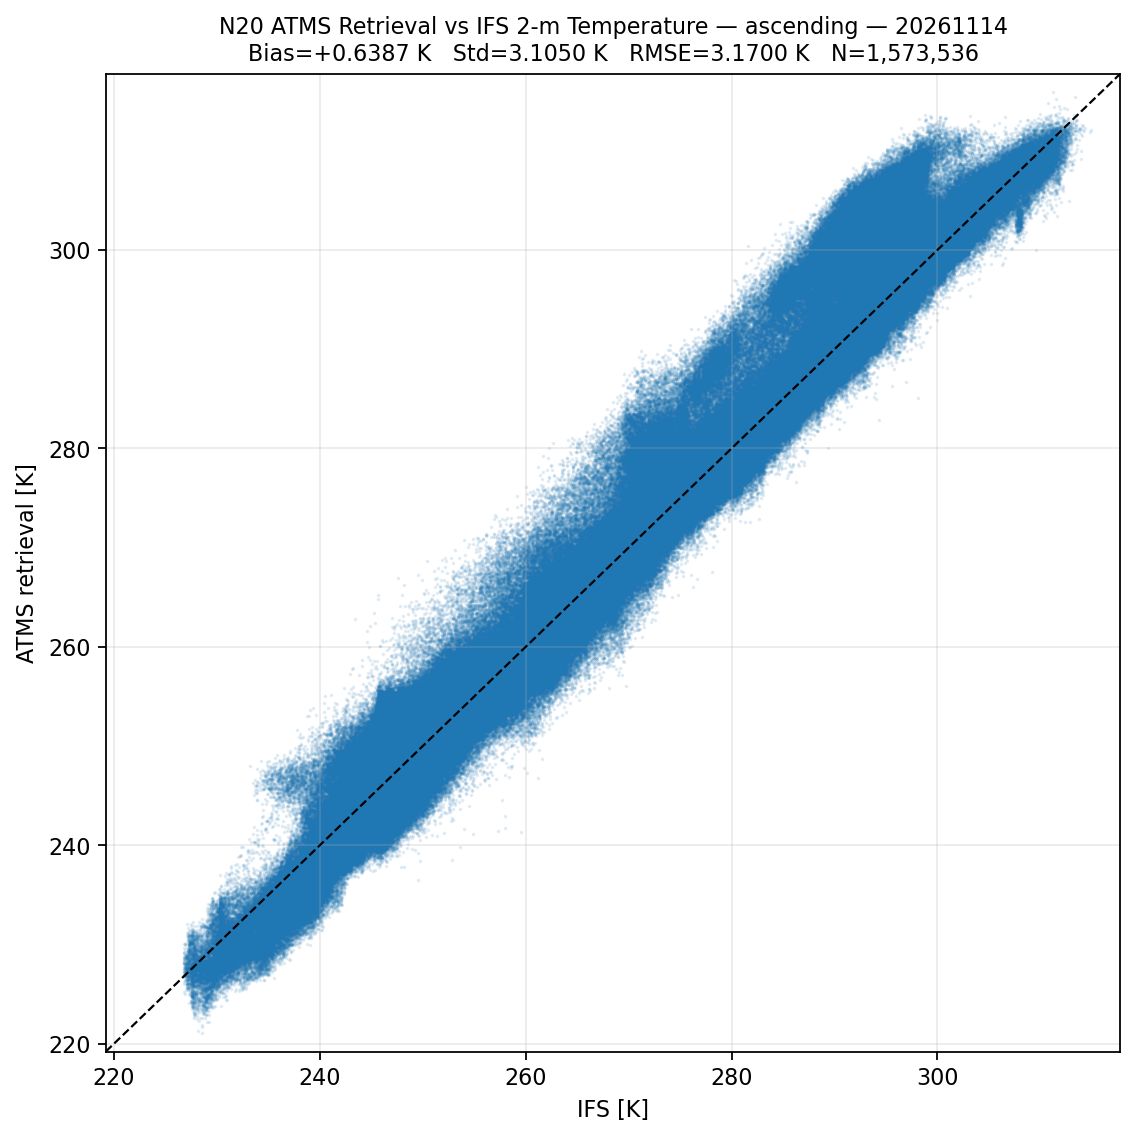 N20 ATMS Retrieval vs IFS 2-m Temperature — ascending — 20261114
Bias=+0.6387 K Std=3.1050 K RMSE=3.1700 K N=1,573,536
300
280
260
240
220
ATMS retrieval [K]
220 240 260 280 300
IFS [K]